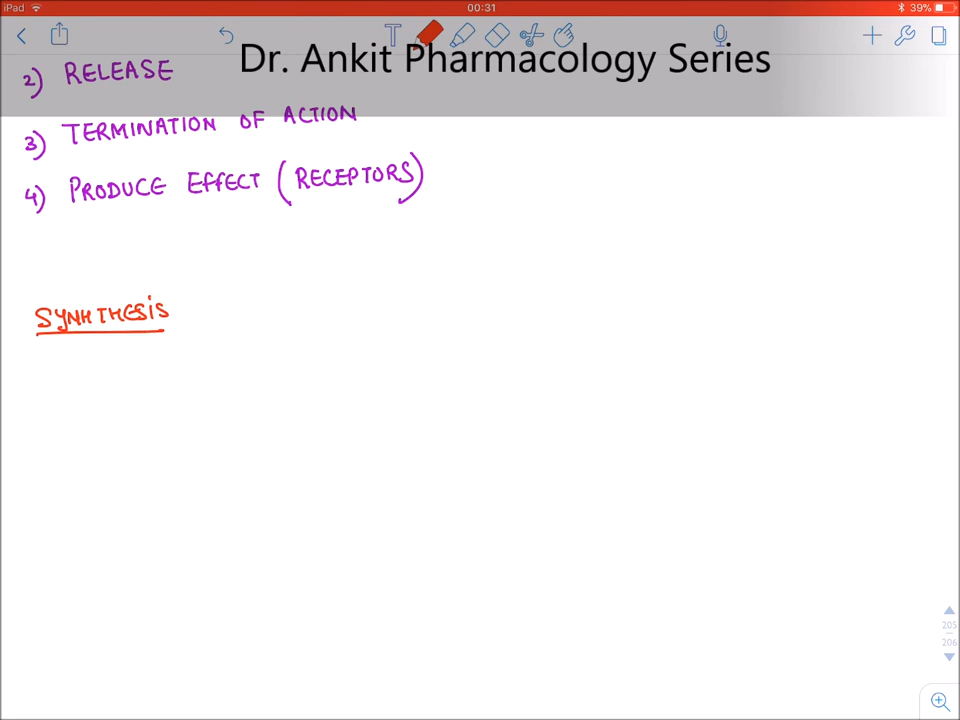 iPad 00:31 39%
T
Dr. Ankit Pharmacology Series
2) RELEASE
3) TERMINATION OF ACTION
4) PRODUCE EFFECT (RECEPTORS)
SYNHTHESIS
205
206